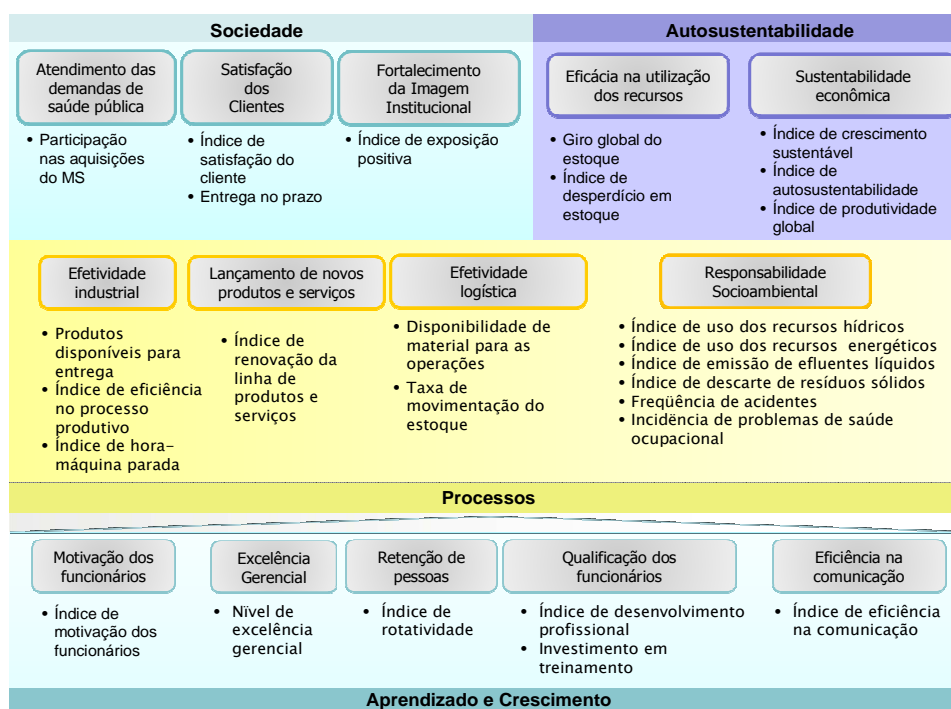 Sociedade
Autosustentabilidade
Atendimento das
demandas de
saúde pública
• Participação
nas aquisições
do MS
Satisfação
dos
Clientes
• Índice de
satisfação do
cliente
• Entrega no prazo
Fortalecimento
da Imagem
Institucional
• Índice de exposição
positiva
Eficácia na utilização
dos recursos
• Giro global do
estoque
• Índice de
desperdício em
estoque
Sustentabilidade
econômica
• Índice de crescimento
sustentável
• Índice de
autosustentabilidade
• Índice de produtividade
global
Efetividade
industrial
• Produtos
disponíveis para
entrega
• Índice de eficiência
no processo
produtivo
• Índice de hora-
máquina parada
Lançamento de novos
produtos e serviços
• Índice de
renovação da
linha de
produtos e
serviços
Efetividade
logística
• Disponibilidade de
material para as
operações
• Taxa de
movimentação do
estoque
Responsabilidade
Socioambiental
• Índice de uso dos recursos hídricos
• Índice de uso dos recursos energéticos
• Índice de emissão de efluentes líquidos
• Índice de descarte de resíduos sólidos
• Freqüência de acidentes
• Incidëncia de problemas de saúde
ocupacional
Processos
Motivação dos
funcionários
• Índice de
motivação dos
funcionários
Excelência
Gerencial
• Nïvel de
excelência
gerencial
Retenção de
pessoas
• Índice de
rotatividade
Qualificação dos
funcionários
• Índice de desenvolvimento
profissional
• Investimento em
treinamento
Eficiência na
comunicação
• Índice de eficiência
na comunicação
Aprendizado e Crescimento